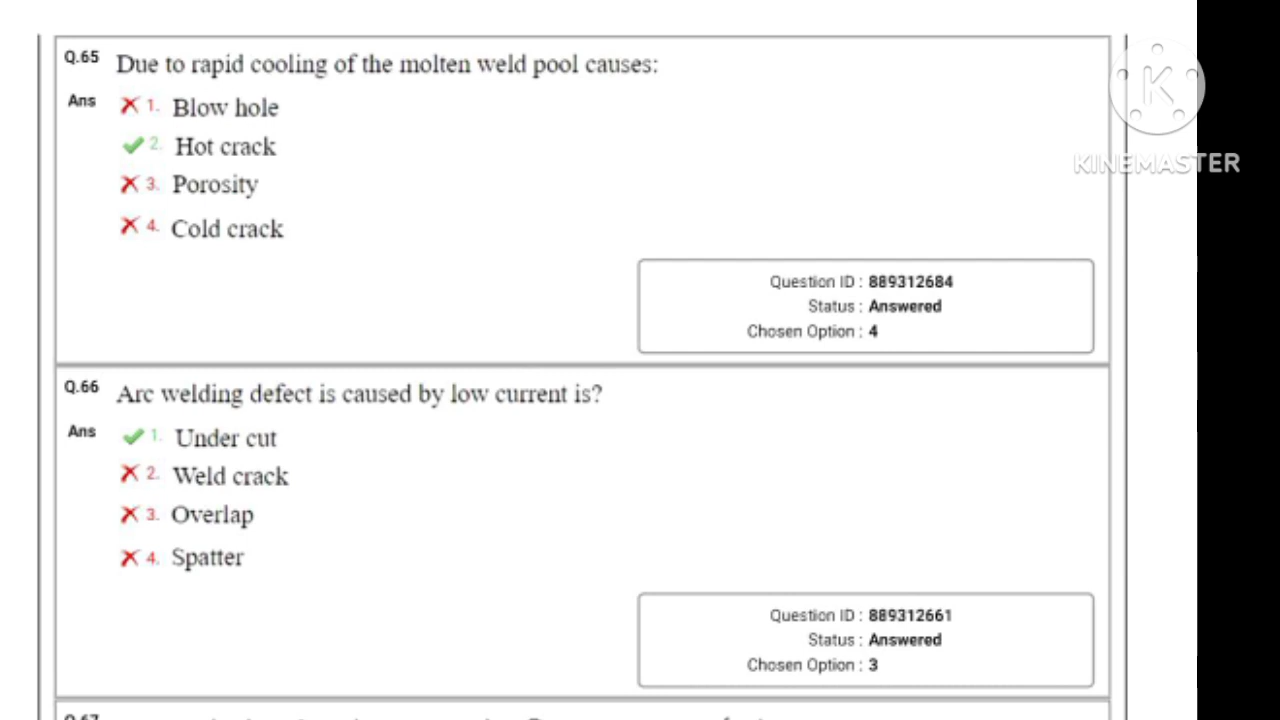 Q.65 Due to rapid cooling of the molten weld pool causes:
Ans 1. Blow hole
2. Hot crack
3. Porosity
4. Cold crack
K
KINEMASTER
Question ID : 889312684
Status : Answered
Chosen Option : 4
Q.66 Arc welding defect is caused by low current is?
Ans 1. Under cut
2. Weld crack
3. Overlap
4. Spatter
Question ID : 889312661
Status : Answered
Chosen Option : 3
Q.67